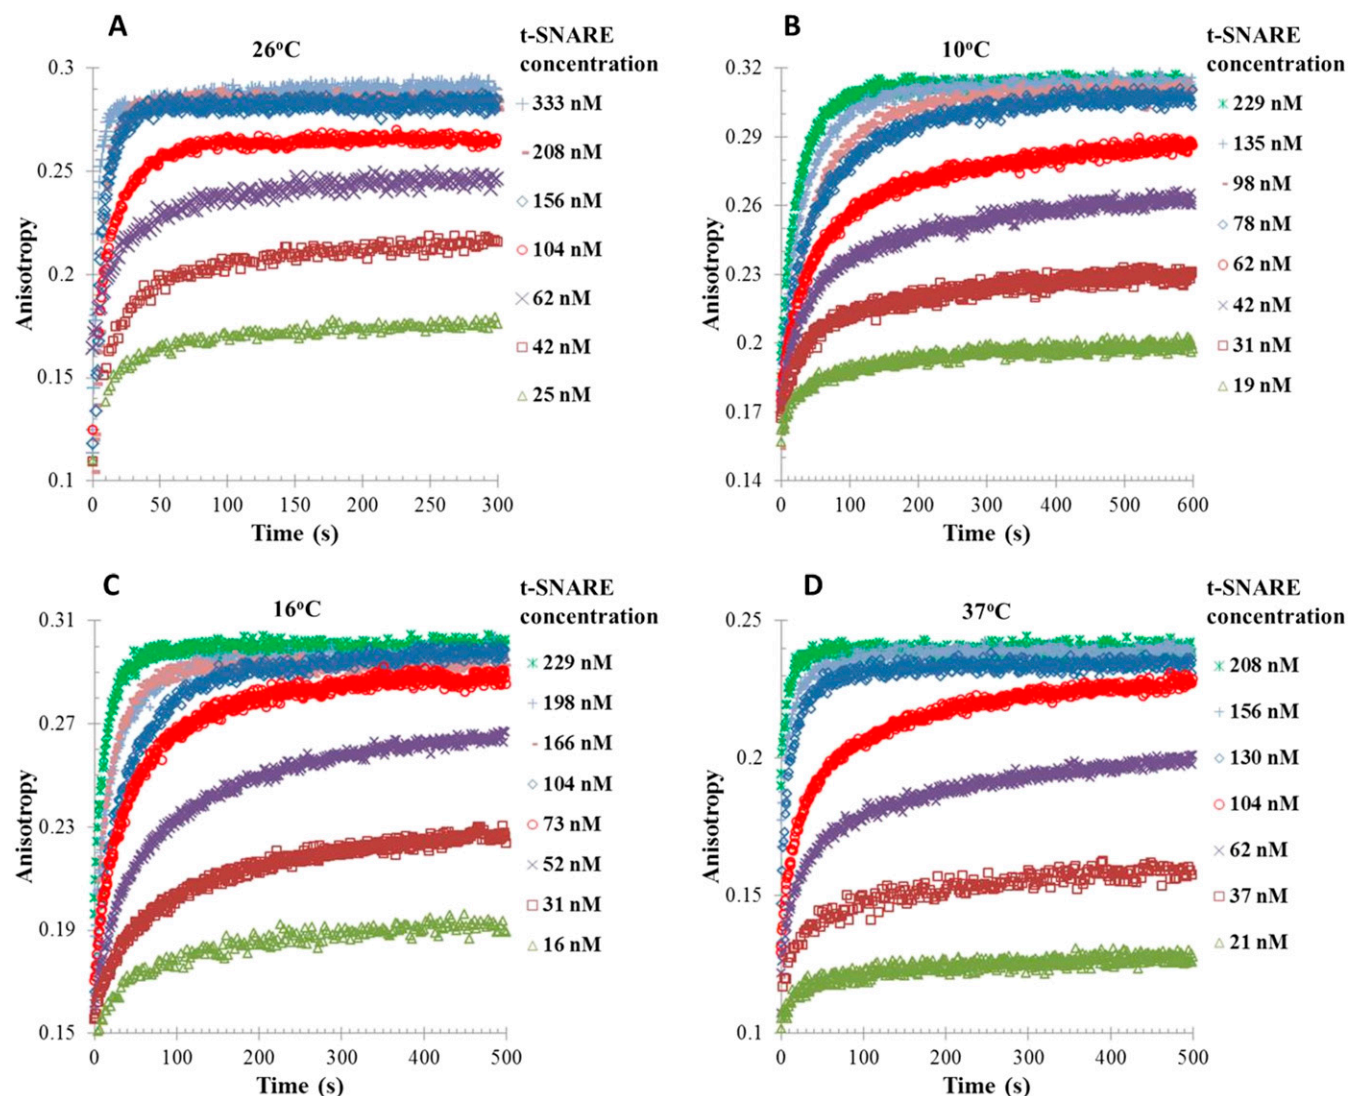 A
26°C
t-SNARE
concentration
0.3
0.25
0.2
0.15
0.1
Anisotropy
0 50 100 150 200 250 300
Time (s)
333 nM
208 nM
156 nM
104 nM
62 nM
42 nM
25 nM
B
10°C
t-SNARE
concentration
0.32
0.29
0.26
0.23
0.2
0.17
0.14
Anisotropy
0 100 200 300 400 500 600
Time (s)
229 nM
135 nM
98 nM
78 nM
62 nM
42 nM
31 nM
19 nM
C
16°C
t-SNARE
concentration
0.31
0.27
0.23
0.19
0.15
Anisotropy
0 100 200 300 400 500
Time (s)
229 nM
198 nM
166 nM
104 nM
73 nM
52 nM
31 nM
16 nM
D
37°C
t-SNARE
concentration
0.25
0.2
0.15
0.1
Anisotropy
0 100 200 300 400 500
Time (s)
208 nM
156 nM
130 nM
104 nM
62 nM
37 nM
21 nM